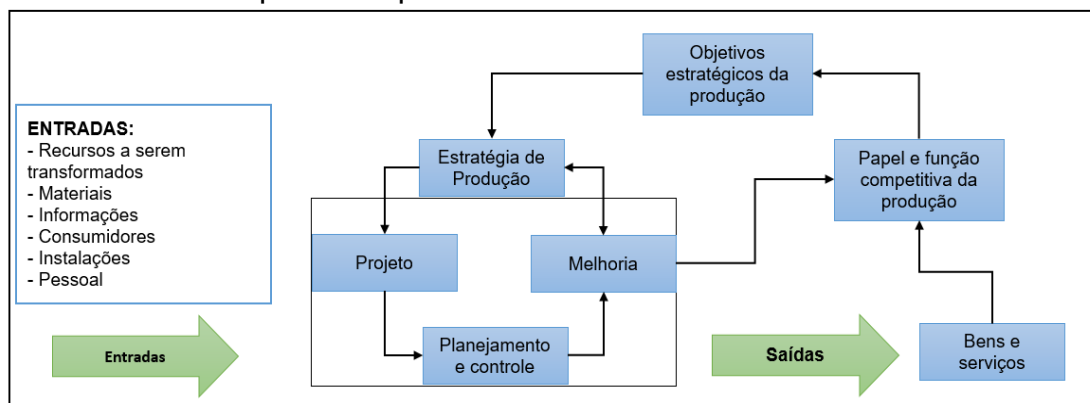 Objetivos
estratégicos da
produção
ENTRADAS:
- Recursos a serem
transformados
- Materiais
- Informações
- Consumidores
- Instalações
- Pessoal
Estratégia de
Produção
Papel e função
competitiva da
produção
Projeto
Melhoria
Planejamento
e controle
Entradas
Saídas
Bens e
serviços